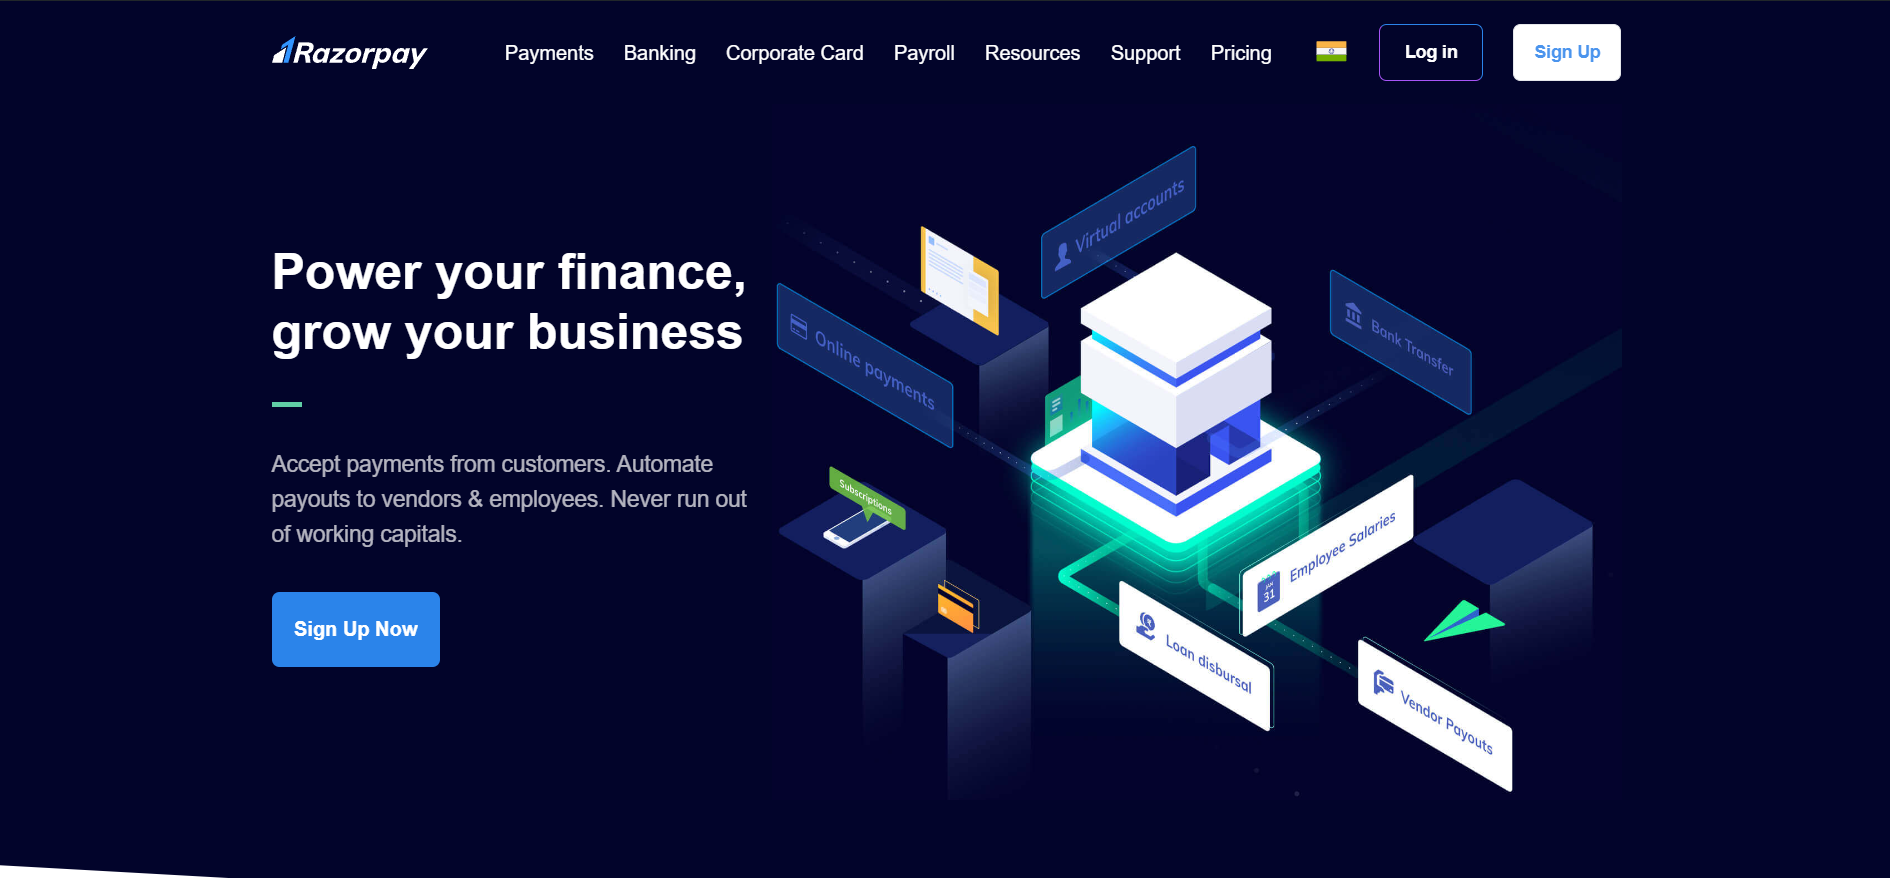 Razorpay
Payments
Banking
Corporate Card
Payroll
Resources
Support
Pricing
Log in
Sign Up
Power your finance,
grow your business
Accept payments from customers. Automate
payouts to vendors & employees. Never run out
of working capitals.
Sign Up Now
Virtual accounts
Online payments
Bank Transfer
Subscriptions
JAN
31
Employee Salaries
Loan disbursal
Vendor Payouts